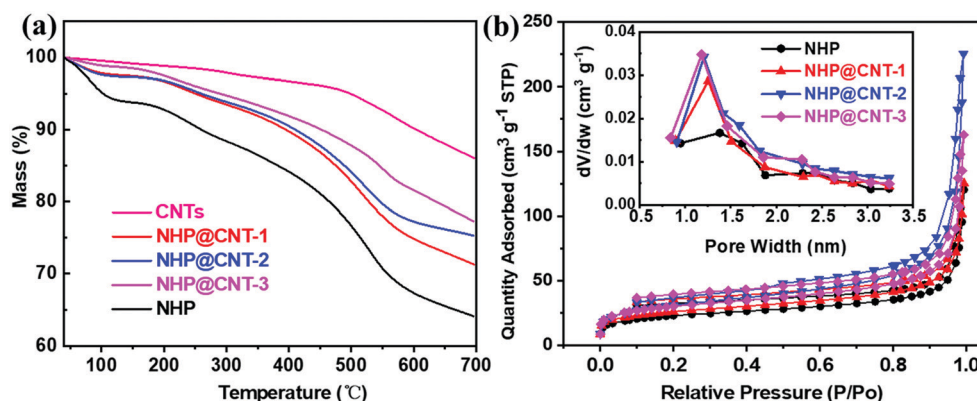 (a)
100
90
80
70
60
Mass (%)
CNTs
NHP@CNT-1
NHP@CNT-2
NHP@CNT-3
NHP
100 200 300 400 500 600 700
Temperature (℃)
(b)
250
200
150
100
50
0
Quantity Adsorbed (cm³ g⁻¹ STP)
0.04
0.03
0.02
0.01
0.00
dV/dw (cm³ g⁻¹)
NHP
NHP@CNT-1
NHP@CNT-2
NHP@CNT-3
0.5 1.0 1.5 2.0 2.5 3.0 3.5
Pore Width (nm)
0.0 0.2 0.4 0.6 0.8 1.0
Relative Pressure (P/Po)